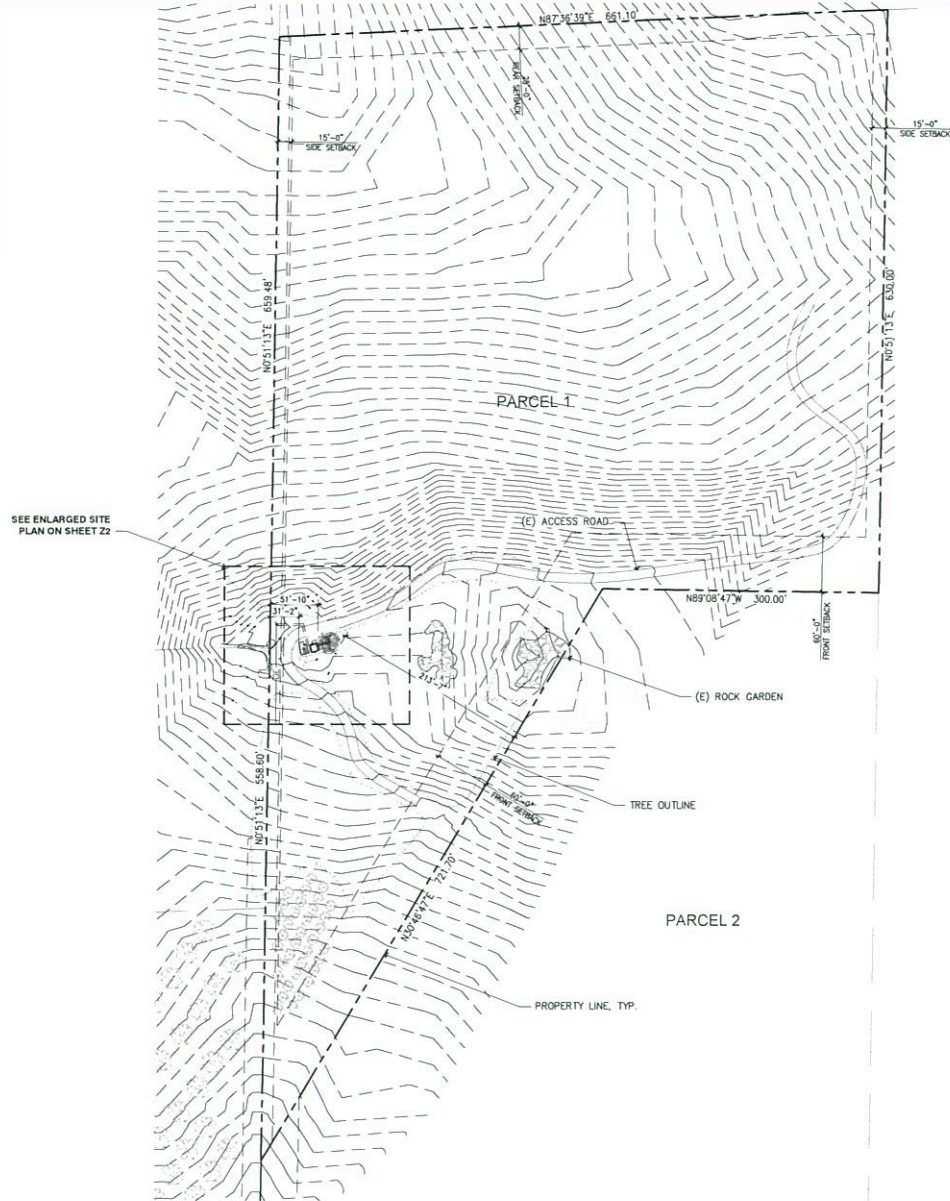 N87°36'39"E 661.10'
REAR SETBACK
15'-0"
SIDE SETBACK
15'-0"
SIDE SETBACK
N0°51'13"E 659.48'
N0°51'13"E 630.00'
PARCEL 1
SEE ENLARGED SITE
PLAN ON SHEET Z2
(E) ACCESS ROAD
51'-10"
31'-2"
N89°08'47"W 300.00'
60'-0"
FRONT SETBACK
(E) ROCK GARDEN
N0°51'13"E 558.60'
60'-0"
FRONT SETBACK
TREE OUTLINE
N30°46'47"E 721.70'
PARCEL 2
PROPERTY LINE, TYP.